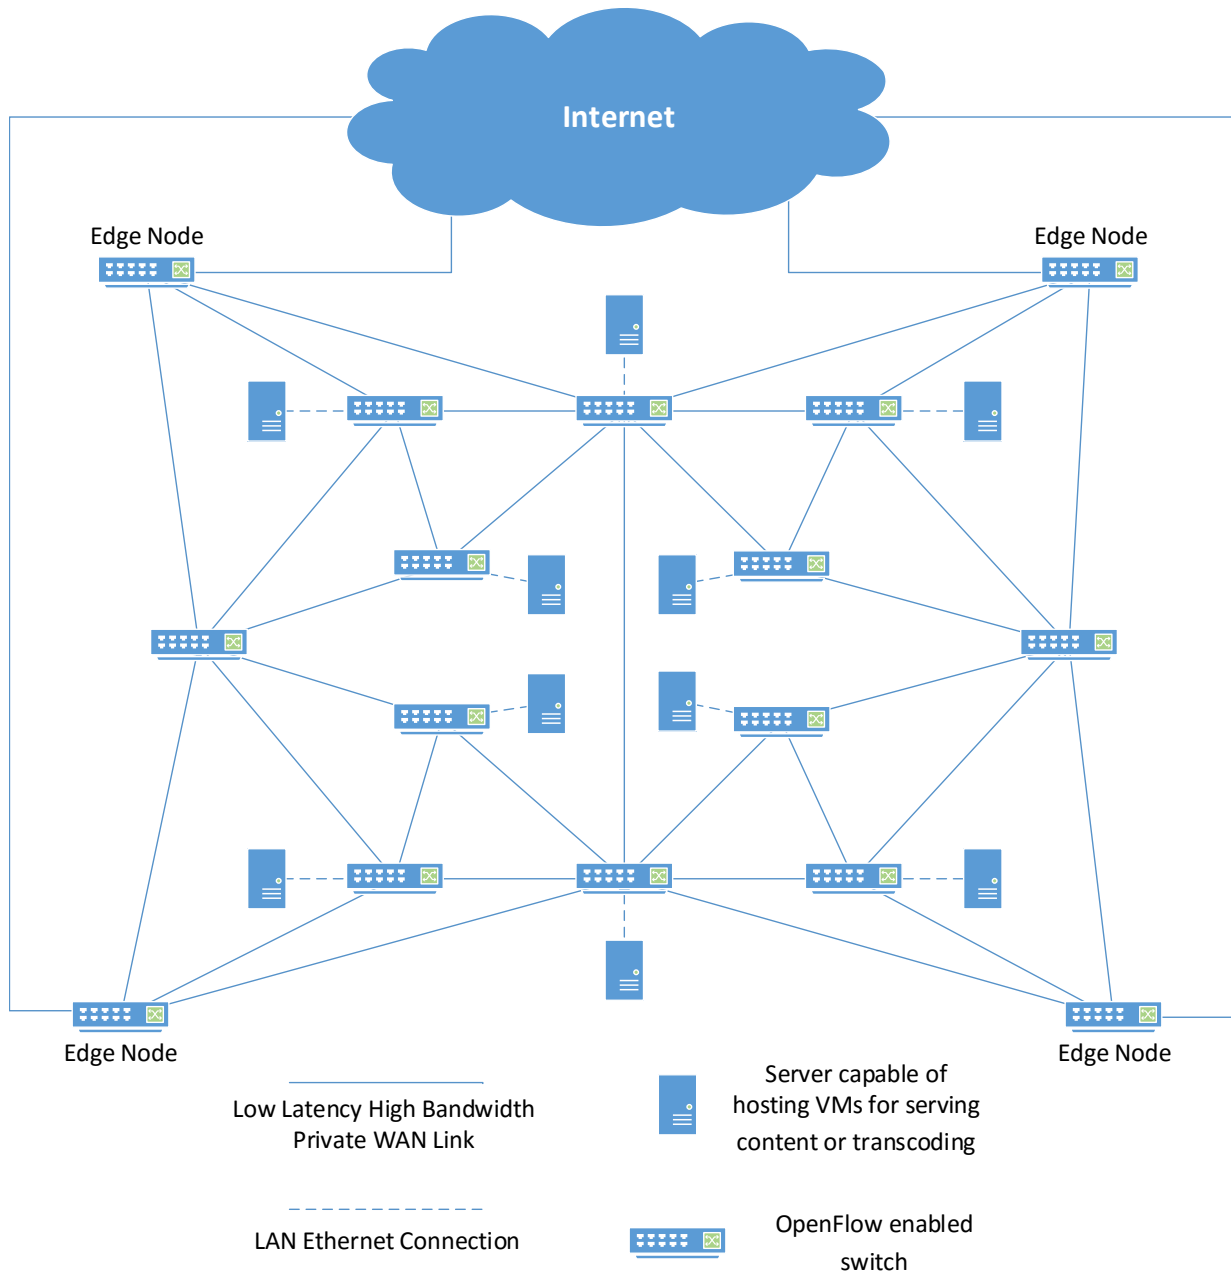 Internet
Edge Node
Edge Node
Edge Node
Edge Node
Low Latency High Bandwidth
Private WAN Link
Server capable of
hosting VMs for serving
content or transcoding
LAN Ethernet Connection
OpenFlow enabled
switch